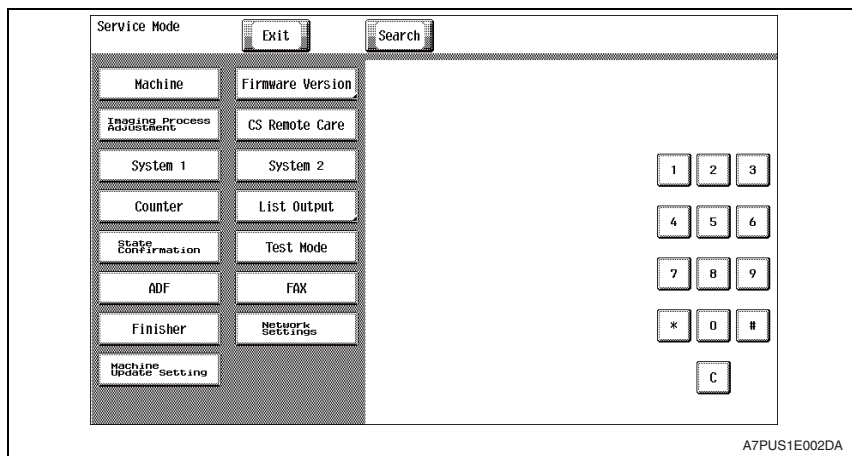 Service Mode
Exit
Search
Machine
Firmware Version
Imaging Process
Adjustment
CS Remote Care
System 1
System 2
1 2 3
Counter
List Output
4 5 6
State
Confirmation
Test Mode
ADF
FAX
7 8 9
Finisher
Network
Settings
* 0 #
Machine
Update Setting
C
A7PUS1E002DA